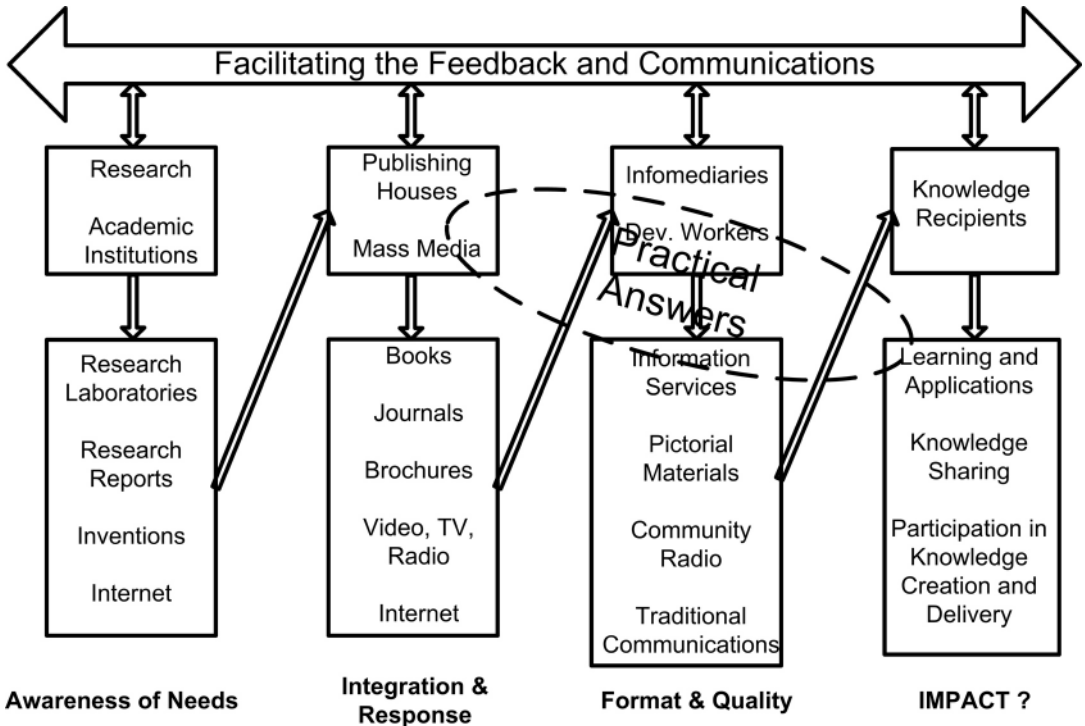 Facilitating the Feedback and Communications
Research
Academic
Institutions
Publishing
Houses
Mass Media
Infomediaries
Dev. Workers
Knowledge
Recipients
Practical
Answers
Research
Laboratories
Research
Reports
Inventions
Internet
Books
Journals
Brochures
Video, TV,
Radio
Internet
Information
Services
Pictorial
Materials
Community
Radio
Traditional
Communications
Learning and
Applications
Knowledge
Sharing
Participation in
Knowledge
Creation and
Delivery
Awareness of Needs
Integration &
Response
Format & Quality
IMPACT ?